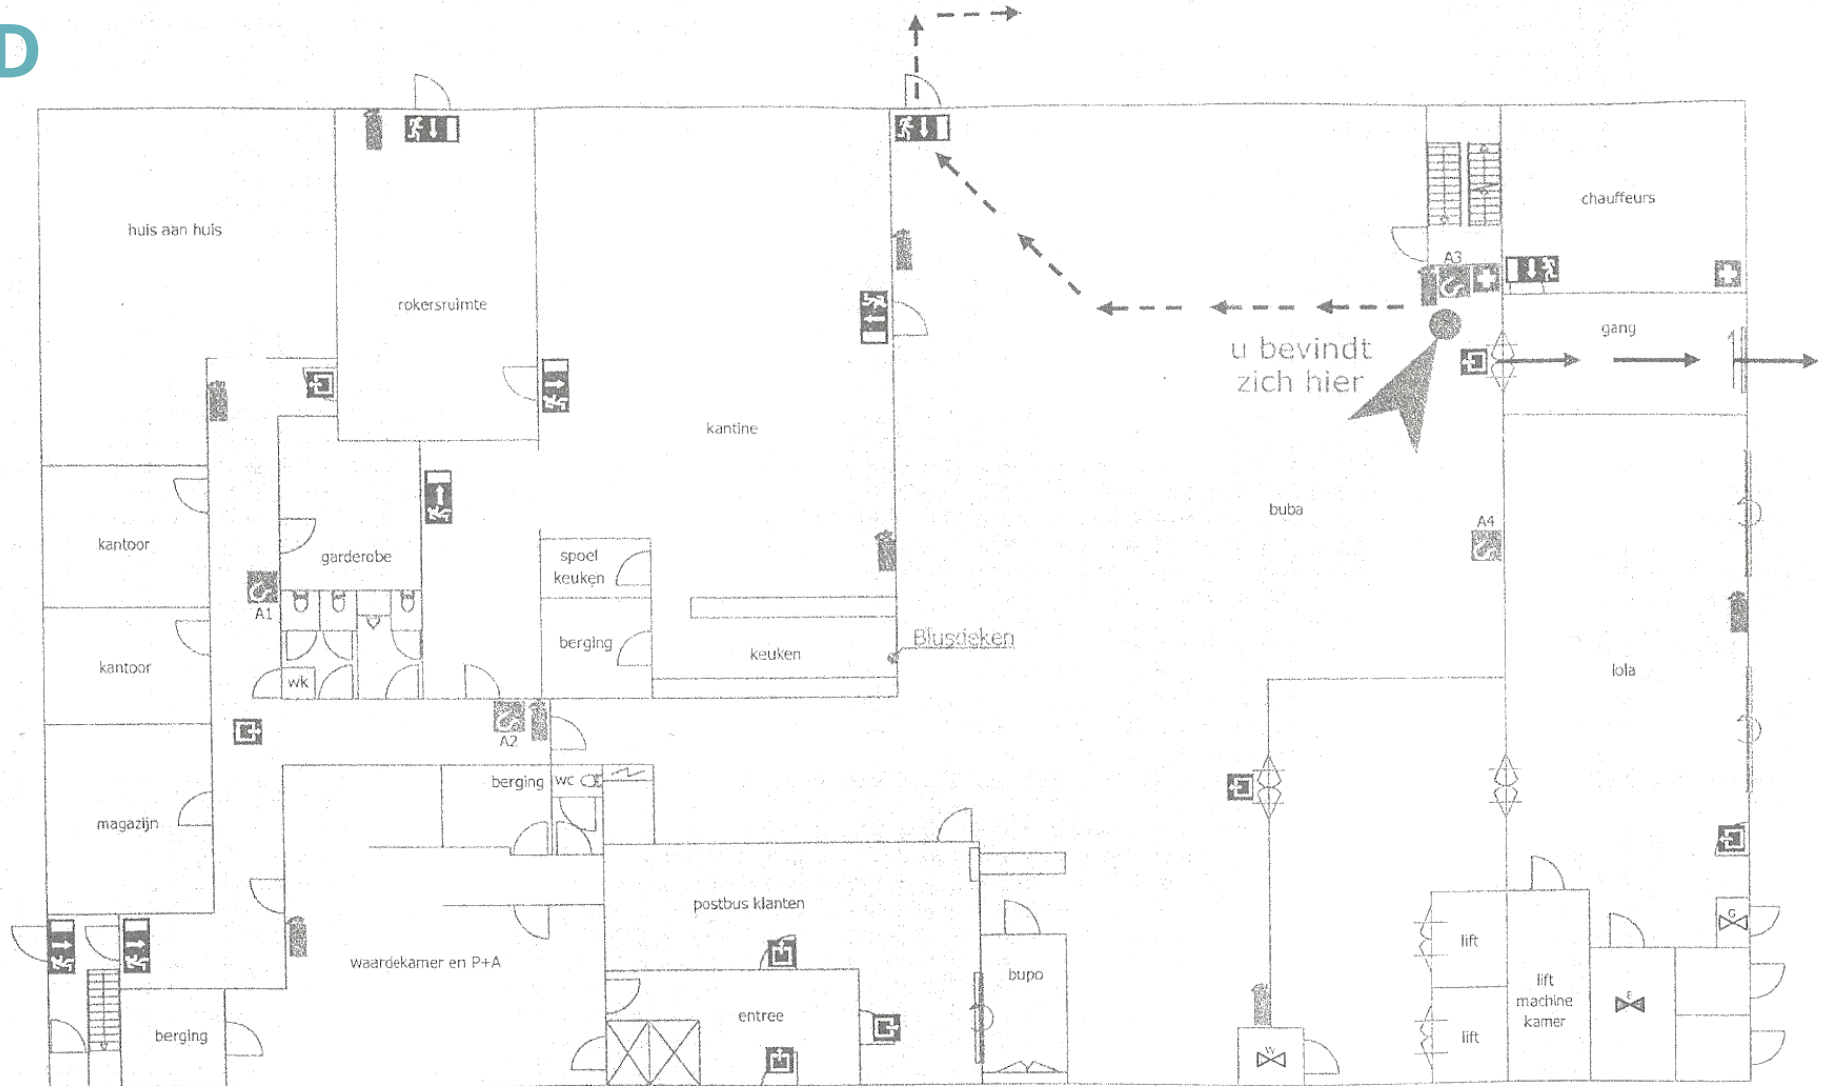 D
huis aan huis
rokersruimte
kantine
chauffeurs
A3
gang
u bevindt
zich hier
buba
A4
kantoor
garderobe
spoel
keuken
A1
berging
keuken
Blusdeken
kantoor
wk
lola
A2
berging
wc
magazijn
postbus klanten
waardekamer en P+A
bupo
entree
berging
lift
lift
machine
kamer
lift
G
E
W